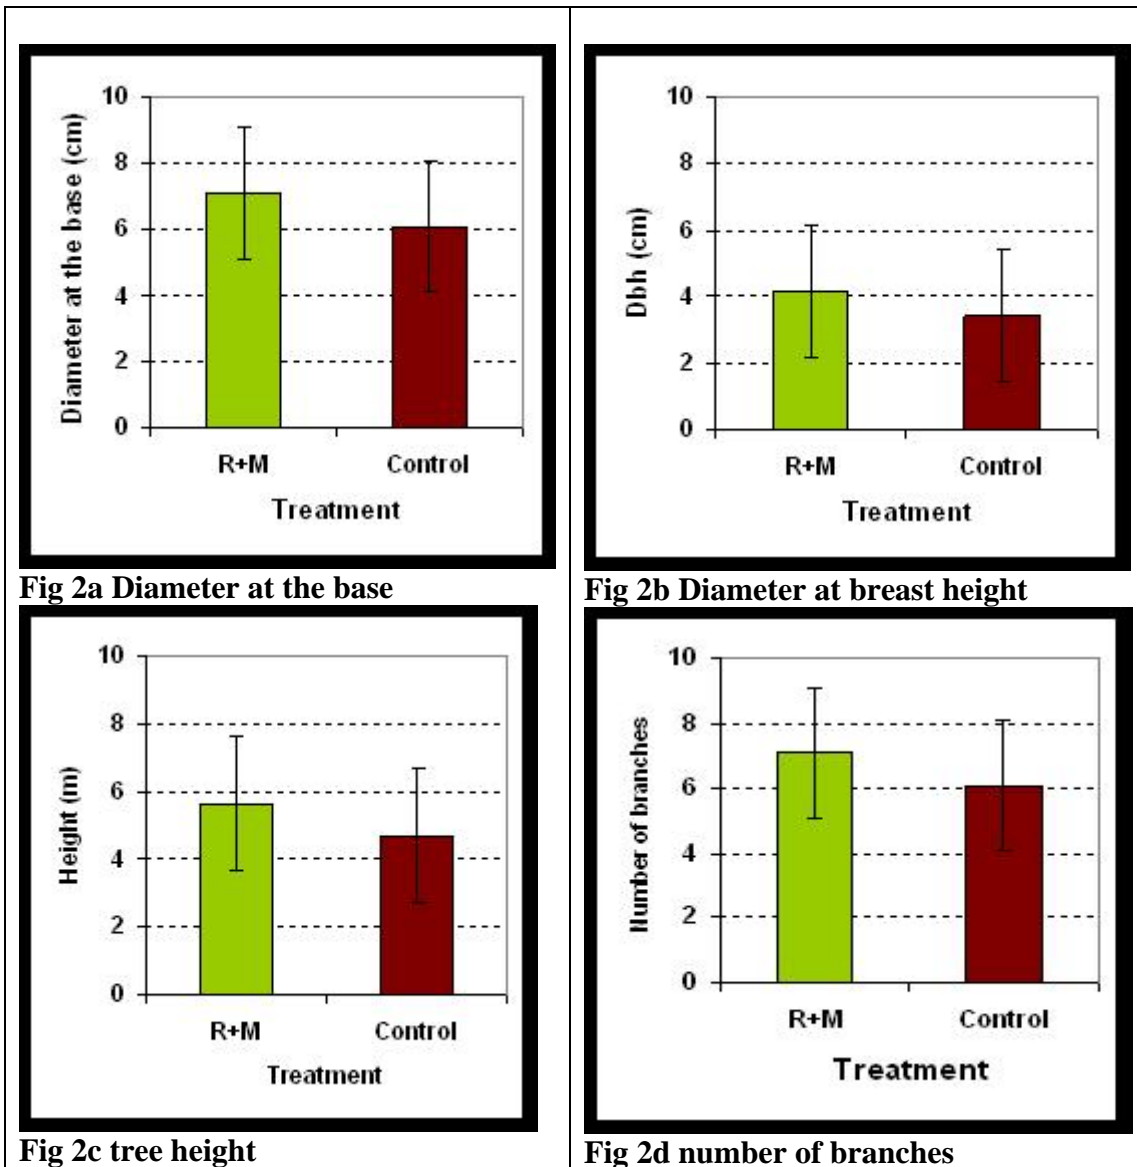 10
8
6
4
2
0
Diameter at the base (cm)
R+M Control
Treatment
Fig 2a Diameter at the base
10
8
6
4
2
0
Dbh (cm)
R+M Control
Treatment
Fig 2b Diameter at breast height
10
8
6
4
2
0
Height (m)
R+M Control
Treatment
Fig 2c tree height
10
8
6
4
2
0
Number of branches
R+M Control
Treatment
Fig 2d number of branches